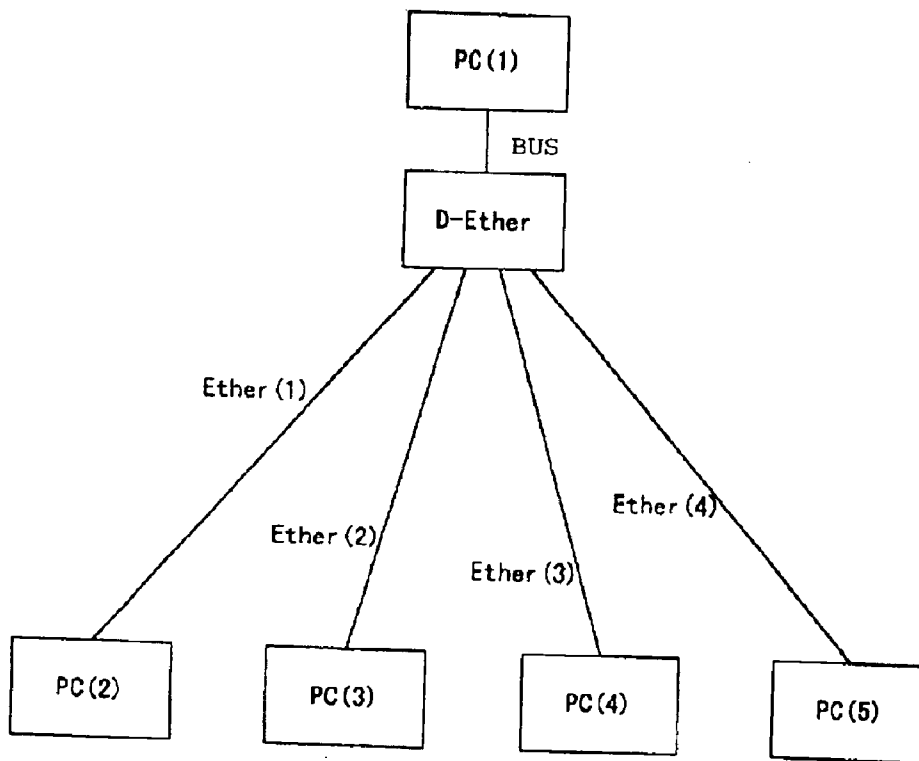 PC(1)
BUS
D-Ether
Ether(1)
Ether(2)
Ether(3)
Ether(4)
PC(2)
PC(3)
PC(4)
PC(5)